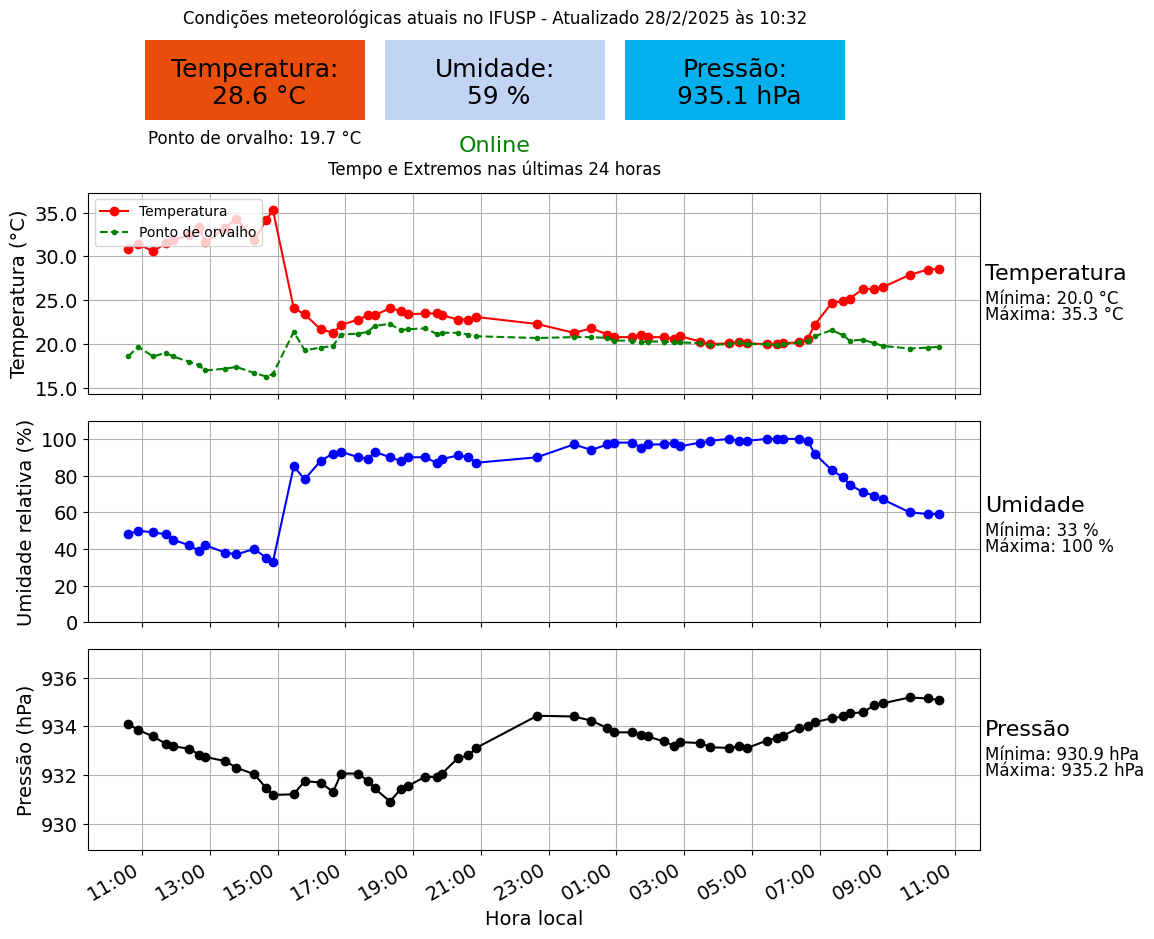 Condições meteorológicas atuais no IFUSP - Atualizado 28/2/2025 às 10:32
Temperatura:
28.6 °C
Umidade:
59 %
Pressão:
935.1 hPa
Ponto de orvalho: 19.7 °C
Online
Tempo e Extremos nas últimas 24 horas
Temperatura (°C)
35.0
30.0
25.0
20.0
15.0
Temperatura
Ponto de orvalho
Temperatura
Mínima: 20.0 °C
Máxima: 35.3 °C
Umidade relativa (%)
100
80
60
40
20
0
Umidade
Mínima: 33 %
Máxima: 100 %
Pressão (hPa)
936
934
932
930
Pressão
Mínima: 930.9 hPa
Máxima: 935.2 hPa
11:00 13:00 15:00 17:00 19:00 21:00 23:00 01:00 03:00 05:00 07:00 09:00 11:00
Hora local